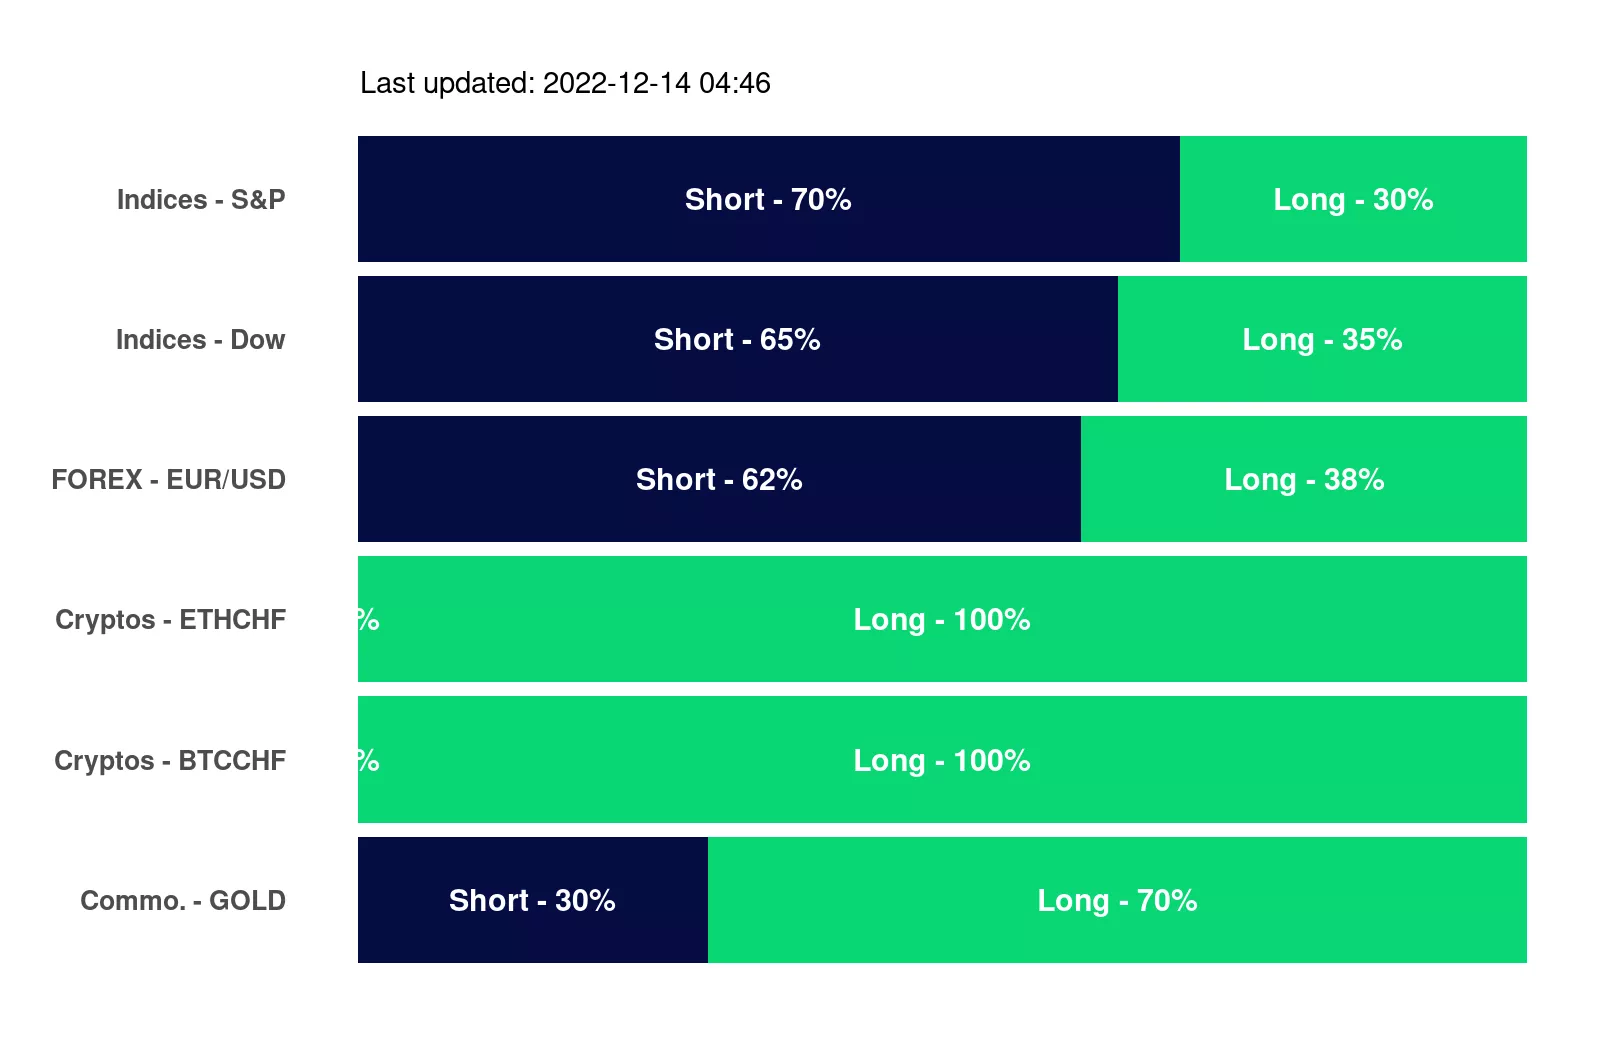 Last updated: 2022-12-14 04:46
Indices - S&P Short - 70% Long - 30%
Indices - Dow Short - 65% Long - 35%
FOREX - EUR/USD Short - 62% Long - 38%
Cryptos - ETHCHF % Long - 100%
Cryptos - BTCCHF % Long - 100%
Commo. - GOLD Short - 30% Long - 70%